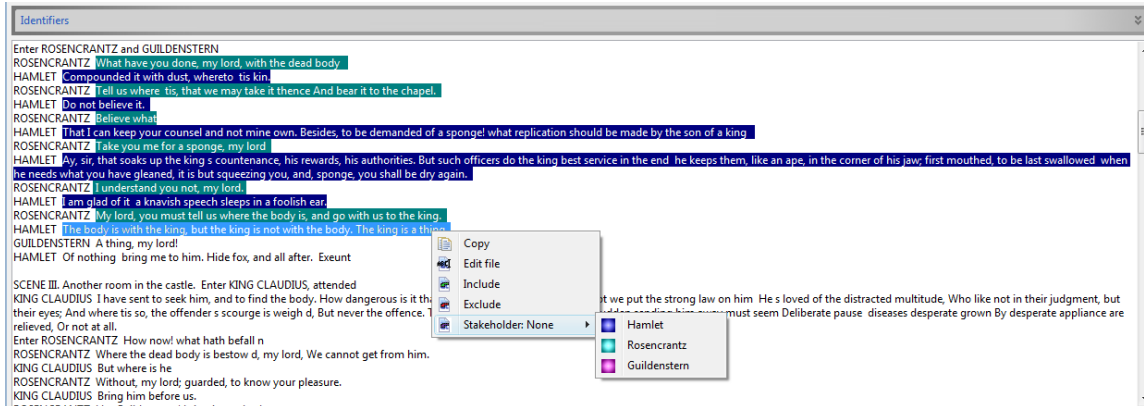 Identifiers
Enter ROSENCRANTZ and GUILDENSTERN
ROSENCRANTZ What have you done, my lord, with the dead body
HAMLET Compounded it with dust, whereto tis kin.
ROSENCRANTZ Tell us where tis, that we may take it thence And bear it to the chapel.
HAMLET Do not believe it.
ROSENCRANTZ Believe what
HAMLET That I can keep your counsel and not mine own. Besides, to be demanded of a sponge! what replication should be made by the son of a king
ROSENCRANTZ Take you me for a sponge, my lord
HAMLET Ay, sir, that soaks up the king s countenance, his rewards, his authorities. But such officers do the king best service in the end he keeps them, like an ape, in the corner of his jaw; first mouthed, to be last swallowed when
he needs what you have gleaned, it is but squeezing you, and, sponge, you shall be dry again.
ROSENCRANTZ I understand you not, my lord.
HAMLET I am glad of it a knavish speech sleeps in a foolish ear.
ROSENCRANTZ My lord, you must tell us where the body is, and go with us to the king.
HAMLET The body is with the king, but the king is not with the body. The king is a thing
GUILDENSTERN A thing, my lord!
HAMLET Of nothing bring me to him. Hide fox, and all after. Exeunt
SCENE III. Another room in the castle. Enter KING CLAUDIUS, attended
KING CLAUDIUS I have sent to seek him, and to find the body. How dangerous is it tha
t we put the strong law on him He s loved of the distracted multitude, Who like not in their judgment, but
their eyes; And where tis so, the offender s scourge is weigh d, But never the offence.
sending him away must seem Deliberate pause diseases desperate grown By desperate appliance are
relieved, Or not at all.
Enter ROSENCRANTZ How now! what hath befall n
ROSENCRANTZ Where the dead body is bestow d, my lord, We cannot get from him.
KING CLAUDIUS But where is he
ROSENCRANTZ Without, my lord; guarded, to know your pleasure.
KING CLAUDIUS Bring him before us.
Copy
Edit file
Include
Exclude
Stakeholder: None
Hamlet
Rosencrantz
Guildenstern